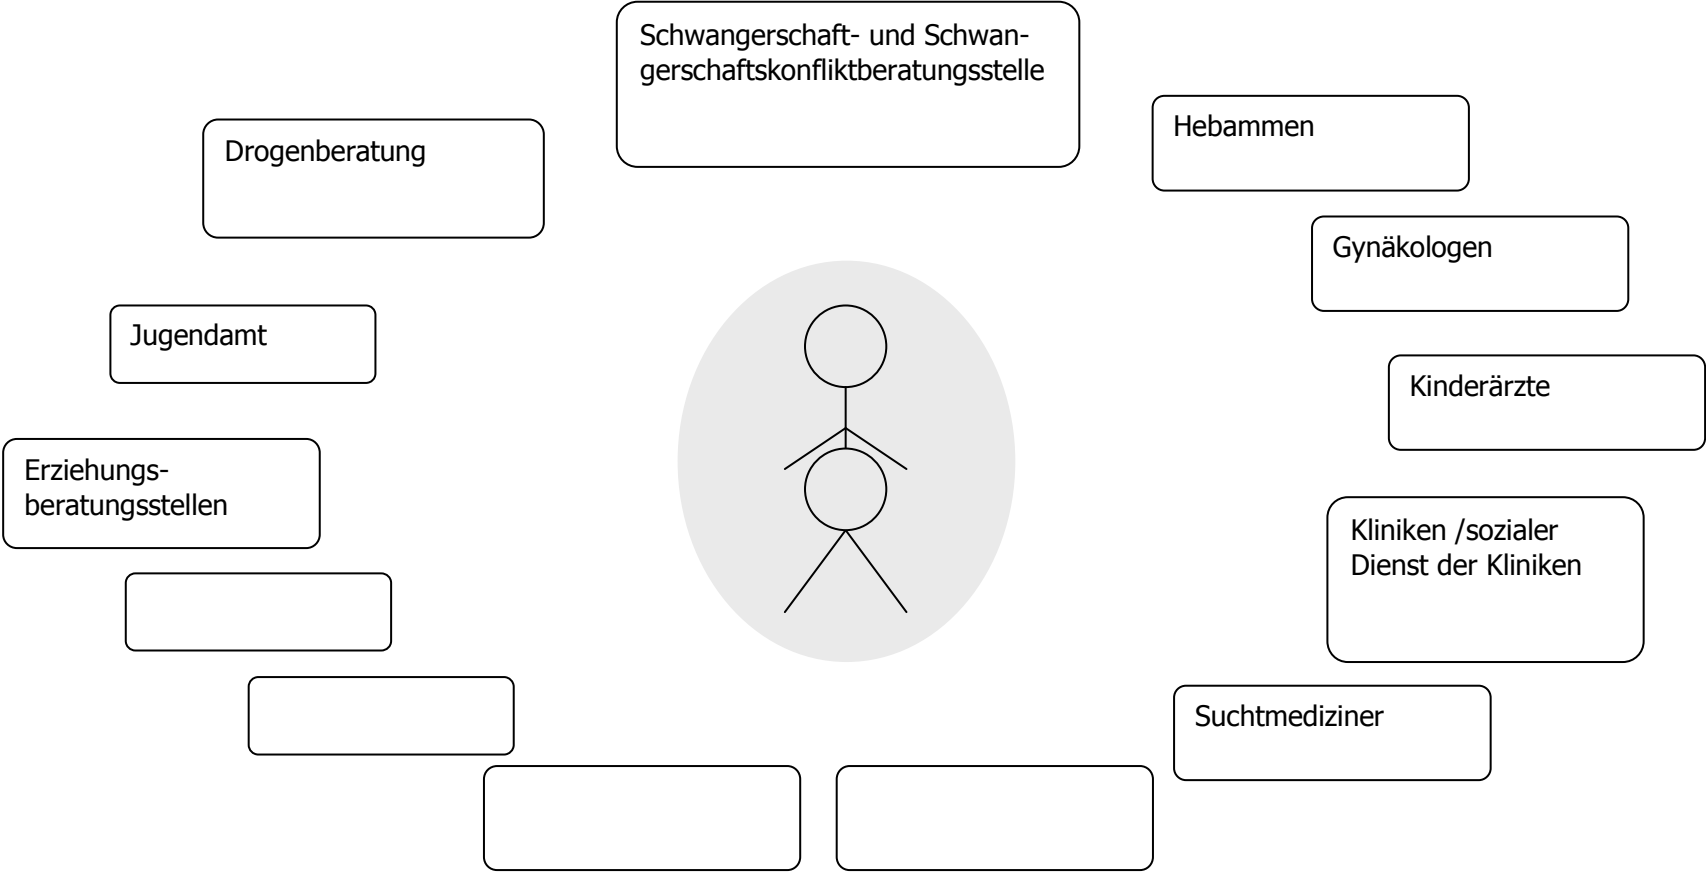 Schwangerschaft- und Schwan-
gerschaftskonfliktberatungsstelle
Hebammen
Drogenberatung
Gynäkologen
Jugendamt
Kinderärzte
Erziehungs-
beratungsstellen
Kliniken /sozialer
Dienst der Kliniken
Suchtmediziner